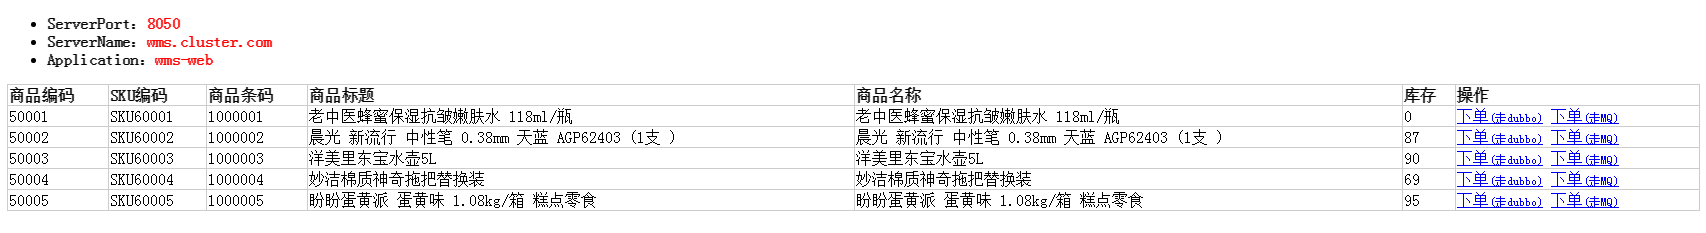 ServerPort: 8050
ServerName: wms.cluster.com
Application: wms-web
商品编码 SKU编码 商品条码 商品标题 商品名称 库存 操作
50001 SKU60001 1000001 老中医蜂蜜保湿抗皱嫩肤水 118ml/瓶 老中医蜂蜜保湿抗皱嫩肤水 118ml/瓶 0 下单(走dubbo) 下单(走MQ)
50002 SKU60002 1000002 晨光 新流行 中性笔 0.38mm 天蓝 AGP62403 (1支 ) 晨光 新流行 中性笔 0.38mm 天蓝 AGP62403 (1支 ) 87 下单(走dubbo) 下单(走MQ)
50003 SKU60003 1000003 洋美里东宝水壶5L 洋美里东宝水壶5L 90 下单(走dubbo) 下单(走MQ)
50004 SKU60004 1000004 妙洁棉质神奇拖把替换装 妙洁棉质神奇拖把替换装 69 下单(走dubbo) 下单(走MQ)
50005 SKU60005 1000005 盼盼蛋黄派 蛋黄味 1.08kg/箱 糕点零食 盼盼蛋黄派 蛋黄味 1.08kg/箱 糕点零食 95 下单(走dubbo) 下单(走MQ)